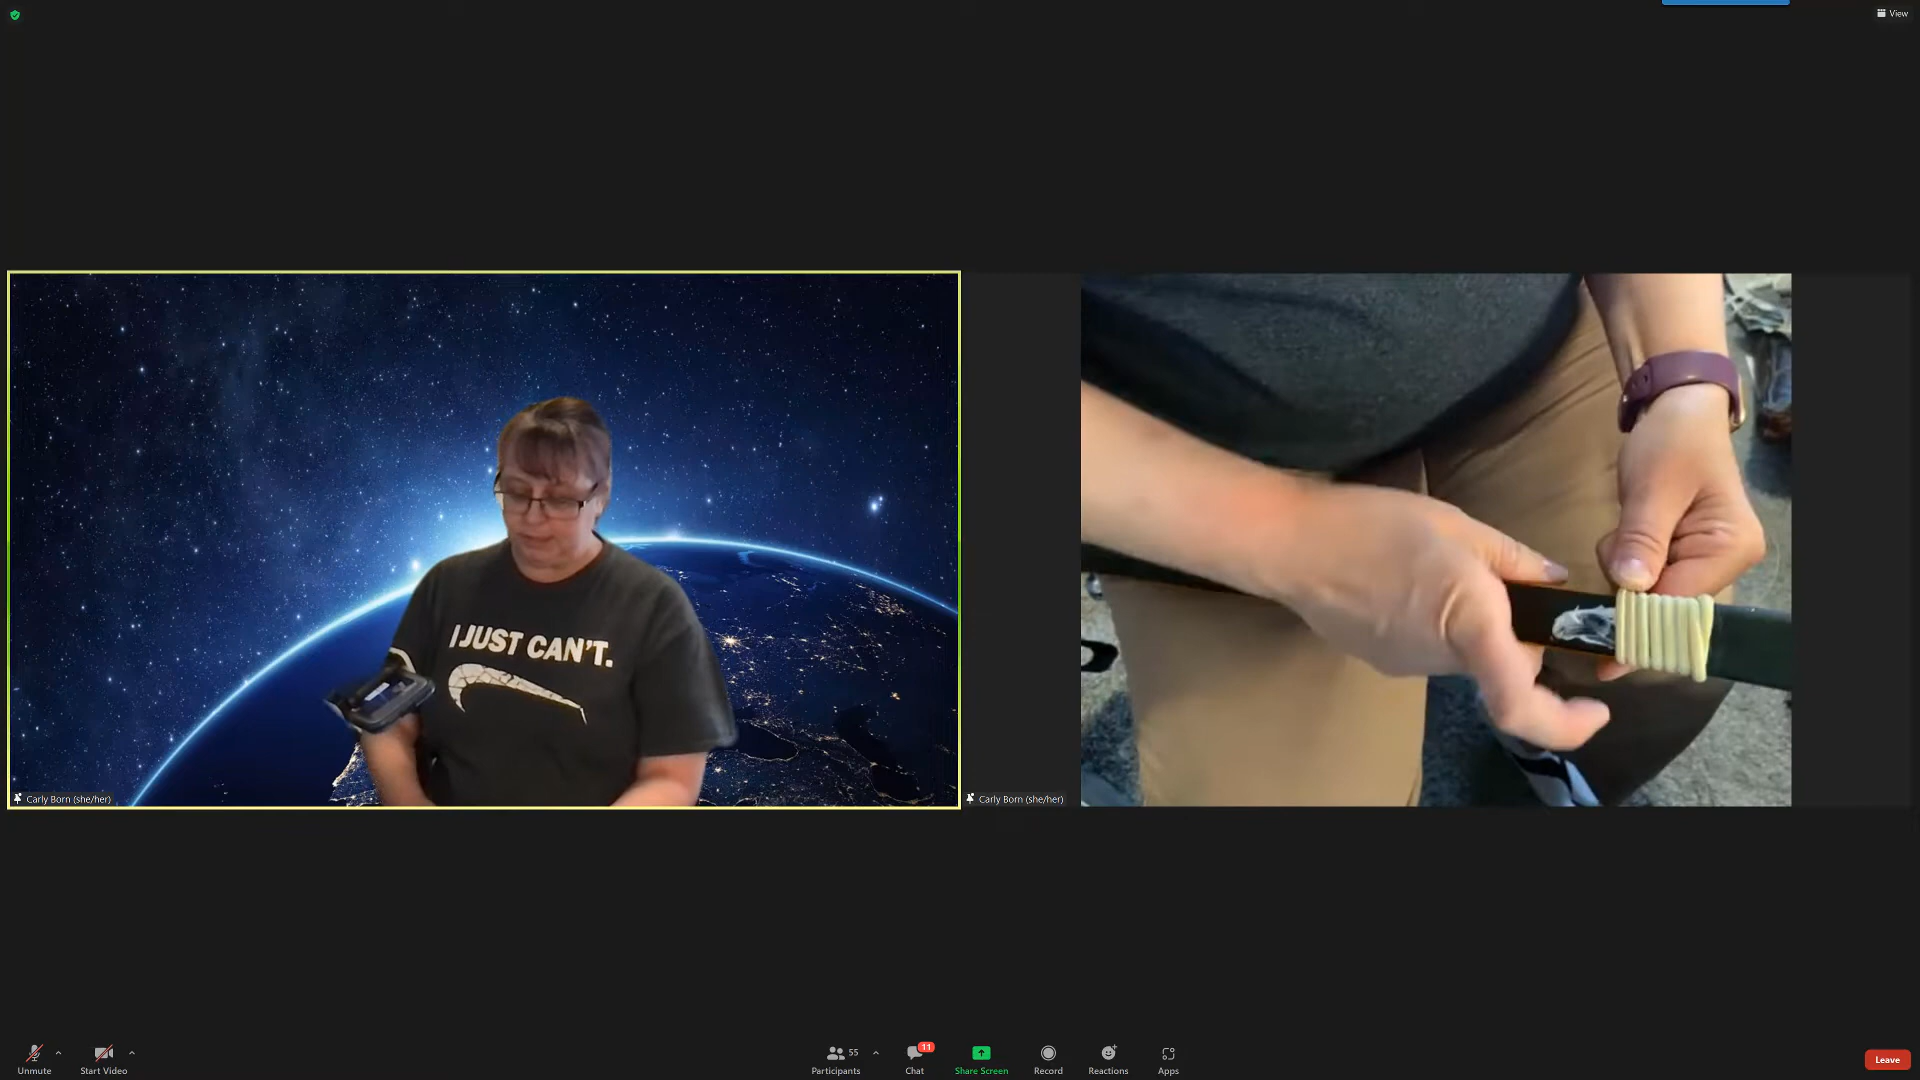 View
I JUST CAN'T.
Carly Born (she/her)
Carly Born (she/her)
Unmute
Start Video
55
Participants
11
Chat
Share Screen
Record
Reactions
Apps
Leave